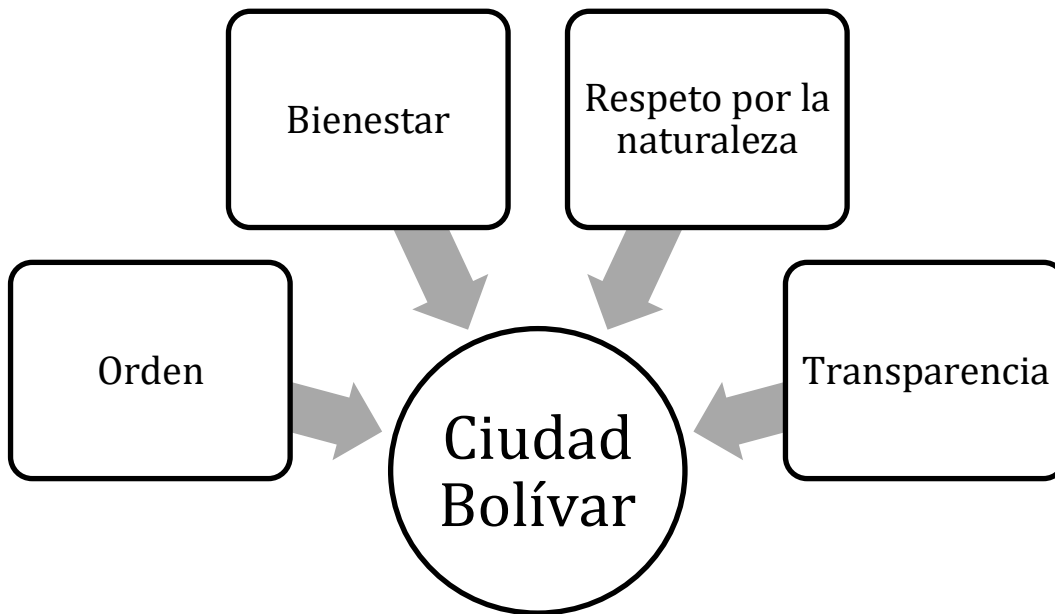 Bienestar
Respeto por la
naturaleza
Orden
Transparencia
Ciudad
Bolívar